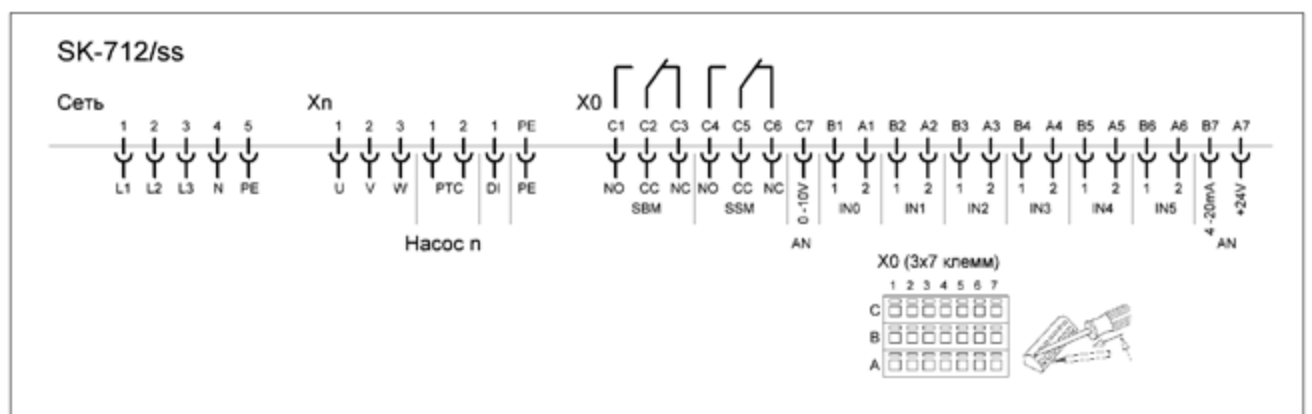 SK-712/ss
Сеть Xn X0
1 2 3 4 5 1 2 3 1 2 1 PE C1 C2 C3 C4 C5 C6 C7 B1 A1 B2 A2 B3 A3 B4 A4 B5 A5 B6 A6 B7 A7
L1 L2 L3 N PE U V W PTC DI PE NO CC NC NO CC NC 0 -10V 1 2 1 2 1 2 1 2 1 2 1 2 4 -20mA +24V
SBM SSM IN0 IN1 IN2 IN3 IN4 IN5
Насос n AN AN
X0 (3x7 клемм)
1 2 3 4 5 6 7
C
B
A